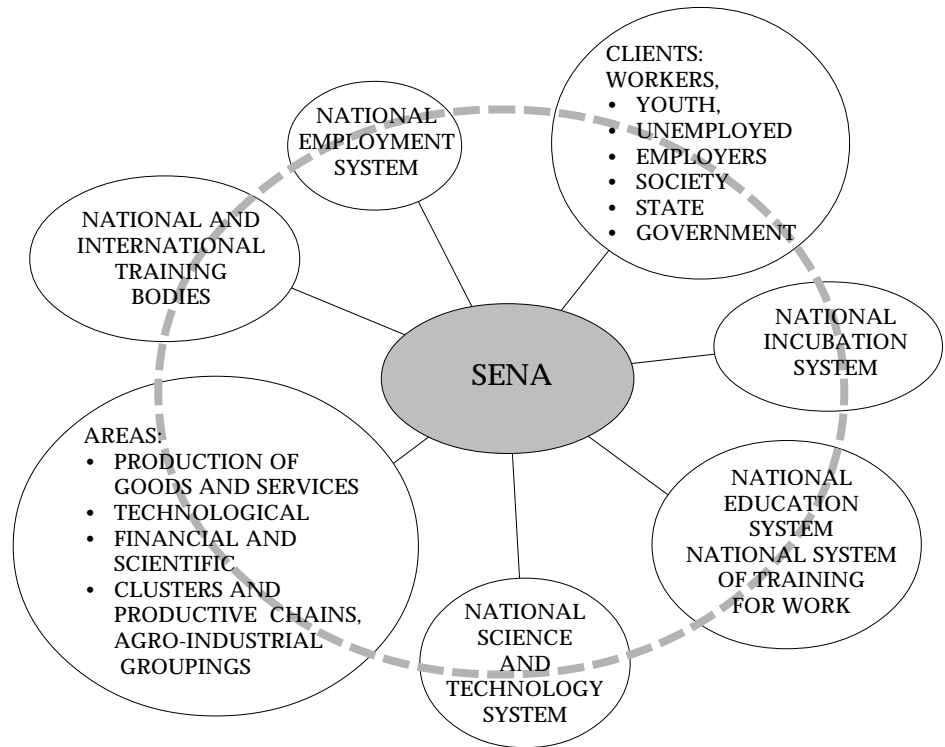 CLIENTS:
WORKERS,
• YOUTH,
• UNEMPLOYED
• EMPLOYERS
• SOCIETY
• STATE
• GOVERNMENT
NATIONAL
EMPLOYMENT
SYSTEM
NATIONAL AND
INTERNATIONAL
TRAINING
BODIES
NATIONAL
INCUBATION
SYSTEM
SENA
AREAS:
• PRODUCTION OF
GOODS AND SERVICES
• TECHNOLOGICAL
• FINANCIAL AND
SCIENTIFIC
• CLUSTERS AND
PRODUCTIVE CHAINS,
AGRO-INDUSTRIAL
GROUPINGS
NATIONAL
EDUCATION
SYSTEM
NATIONAL SYSTEM
OF TRAINING
FOR WORK
NATIONAL
SCIENCE
AND
TECHNOLOGY
SYSTEM